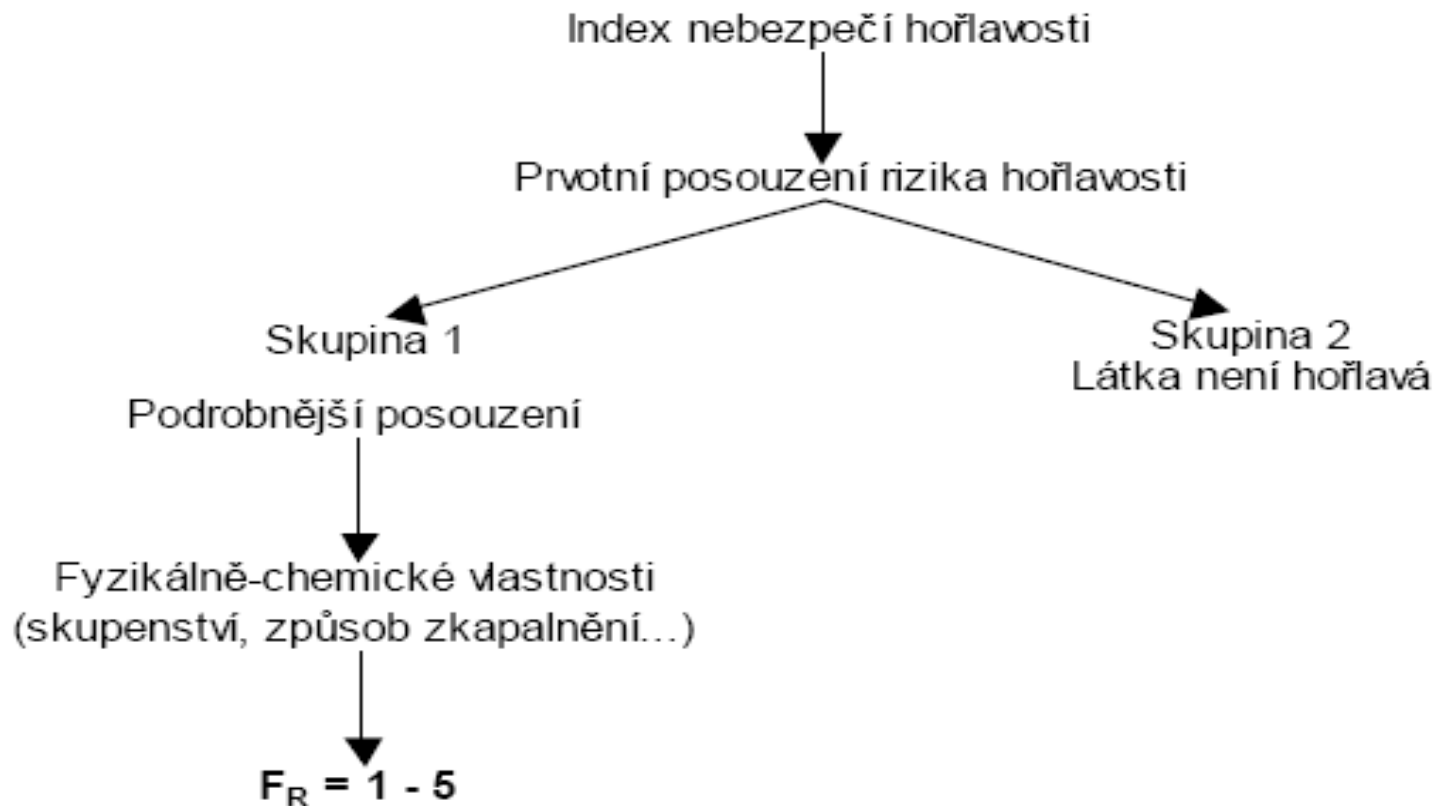 Index nebezpečí hořlavosti
Prvotní posouzení rizika hořlavosti
Skupina 1
Skupina 2
Látka není hořlavá
Podrobnější posouzení
Fyzikálně-chemické vlastnosti
(skupenství, způsob zkapalnění...)
FR = 1 - 5